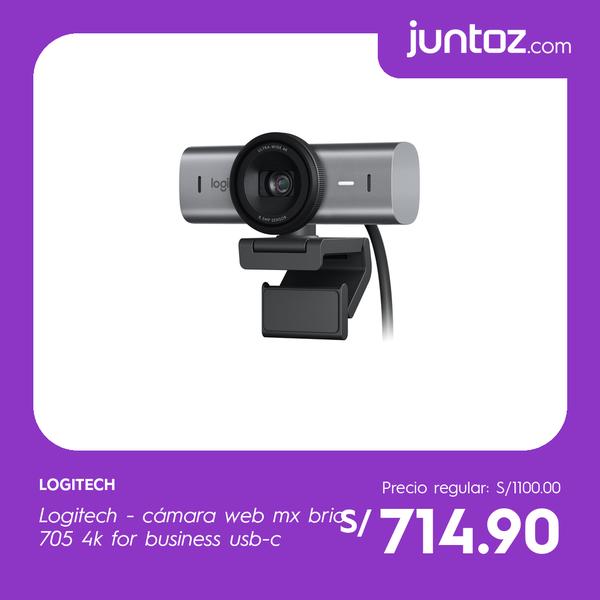 juntoz.com
ULTRA-WIDE 4K
logi
8.5MP SENSOR
LOGITECH
Precio regular: S/1100.00
Logitech - cámara web mx brio
705 4k for business usb-c
S/ 714.90